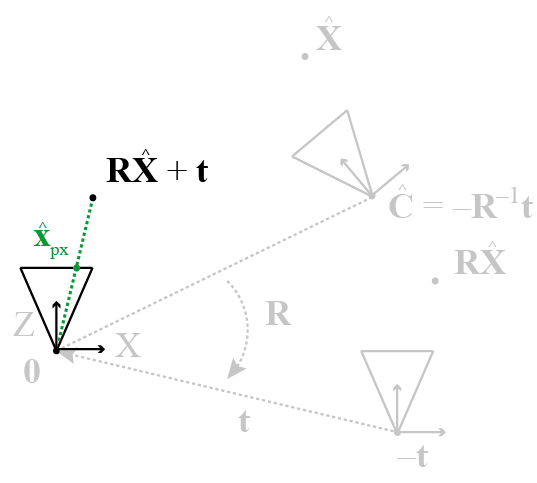 X̂
RX̂ + t
Ĉ = –R⁻¹t
x̂px
RX̂
Z
R
X
0
t
–t